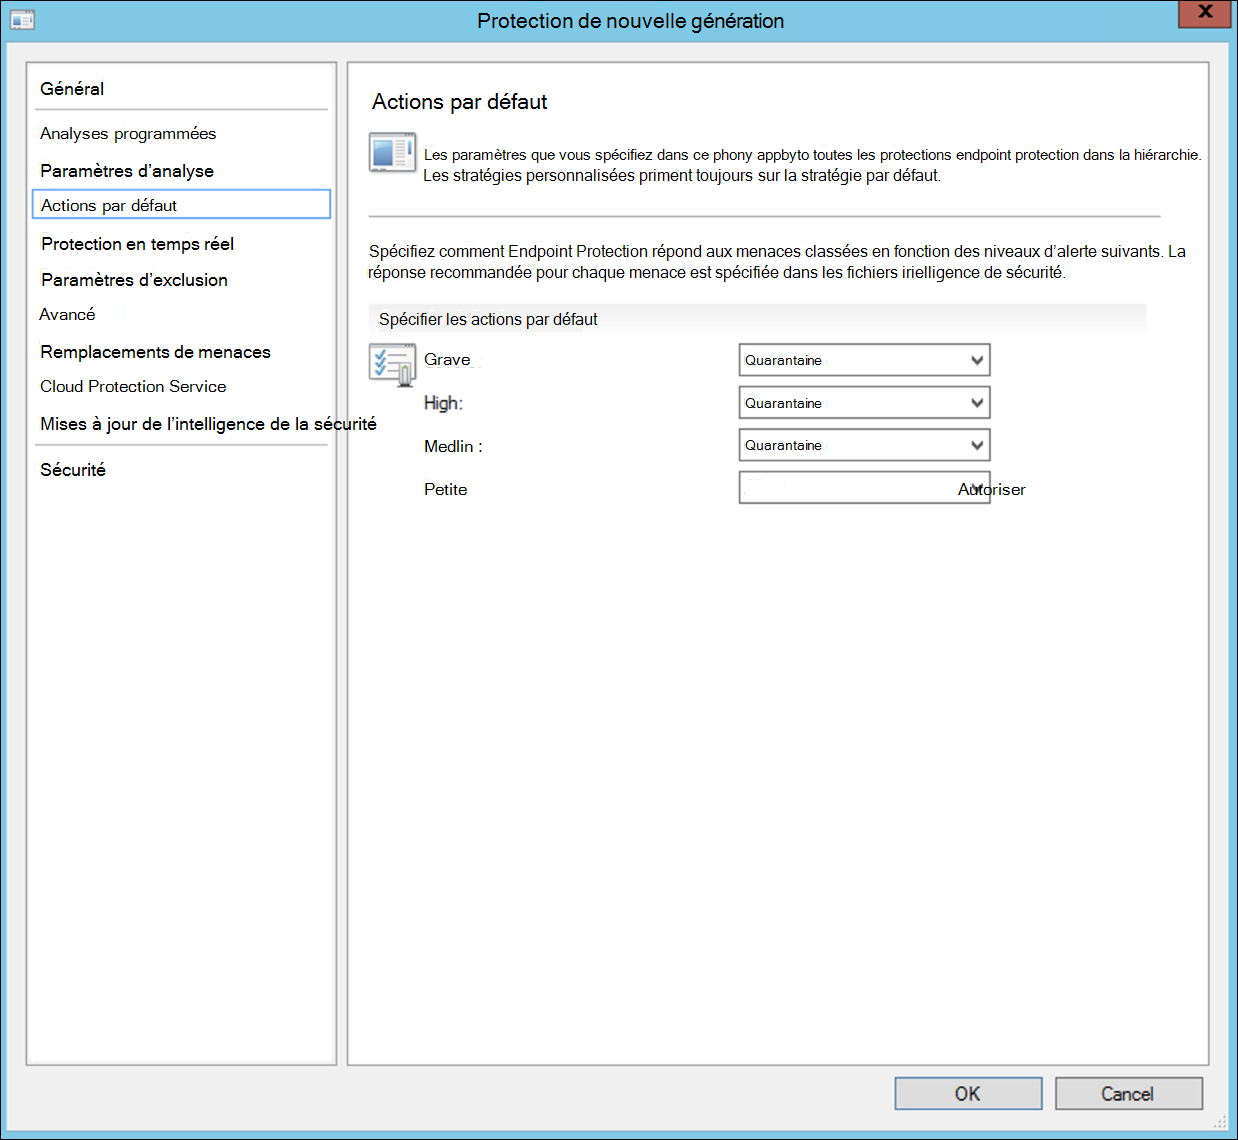 Protection de nouvelle génération
X
Général
Analyses programmées
Paramètres d'analyse
Actions par défaut
Protection en temps réel
Paramètres d'exclusion
Avancé
Remplacements de menaces
Cloud Protection Service
Mises à jour de l'intelligence de la sécurité
Sécurité
Actions par défaut
Les paramètres que vous spécifiez dans ce phony appbyto toutes les protections endpoint protection dans la hiérarchie.
Les stratégies personnalisées priment toujours sur la stratégie par défaut.
Spécifiez comment Endpoint Protection répond aux menaces classées en fonction des niveaux d'alerte suivants. La
réponse recommandée pour chaque menace est spécifiée dans les fichiers irielligence de sécurité.
Spécifier les actions par défaut
Grave Quarantaine
High: Quarantaine
Medlin : Quarantaine
Petite Autoriser
OK Cancel